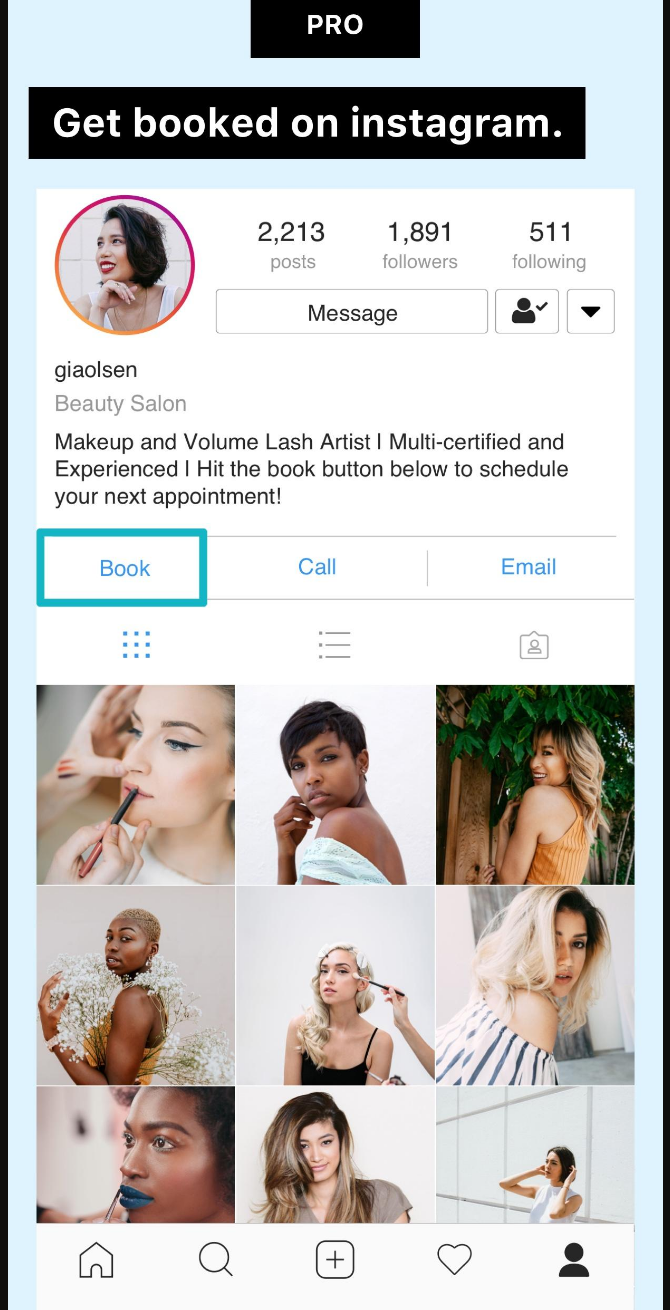 PRO
Get booked on instagram.
2,213 1,891 511
posts followers following
Message
giaolsen
Beauty Salon
Makeup and Volume Lash Artist | Multi-certified and
Experienced | Hit the book button below to schedule
your next appointment!
Book Call Email